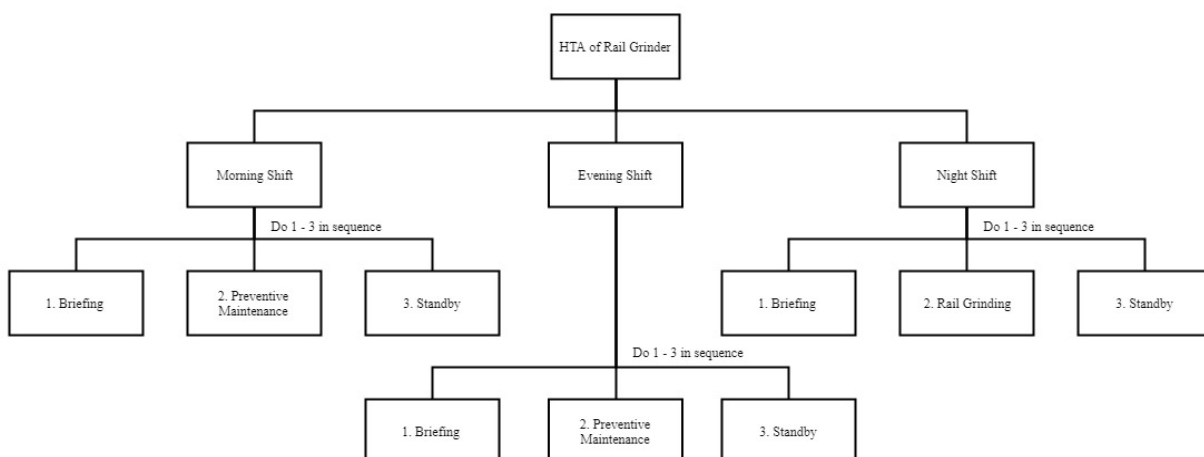 HTA of Rail Grinder
Morning Shift
Evening Shift
Night Shift
Do 1 - 3 in sequence
Do 1 - 3 in sequence
1. Briefing
2. Preventive
Maintenance
3. Standby
1. Briefing
2. Rail Grinding
3. Standby
Do 1 - 3 in sequence
1. Briefing
2. Preventive
Maintenance
3. Standby